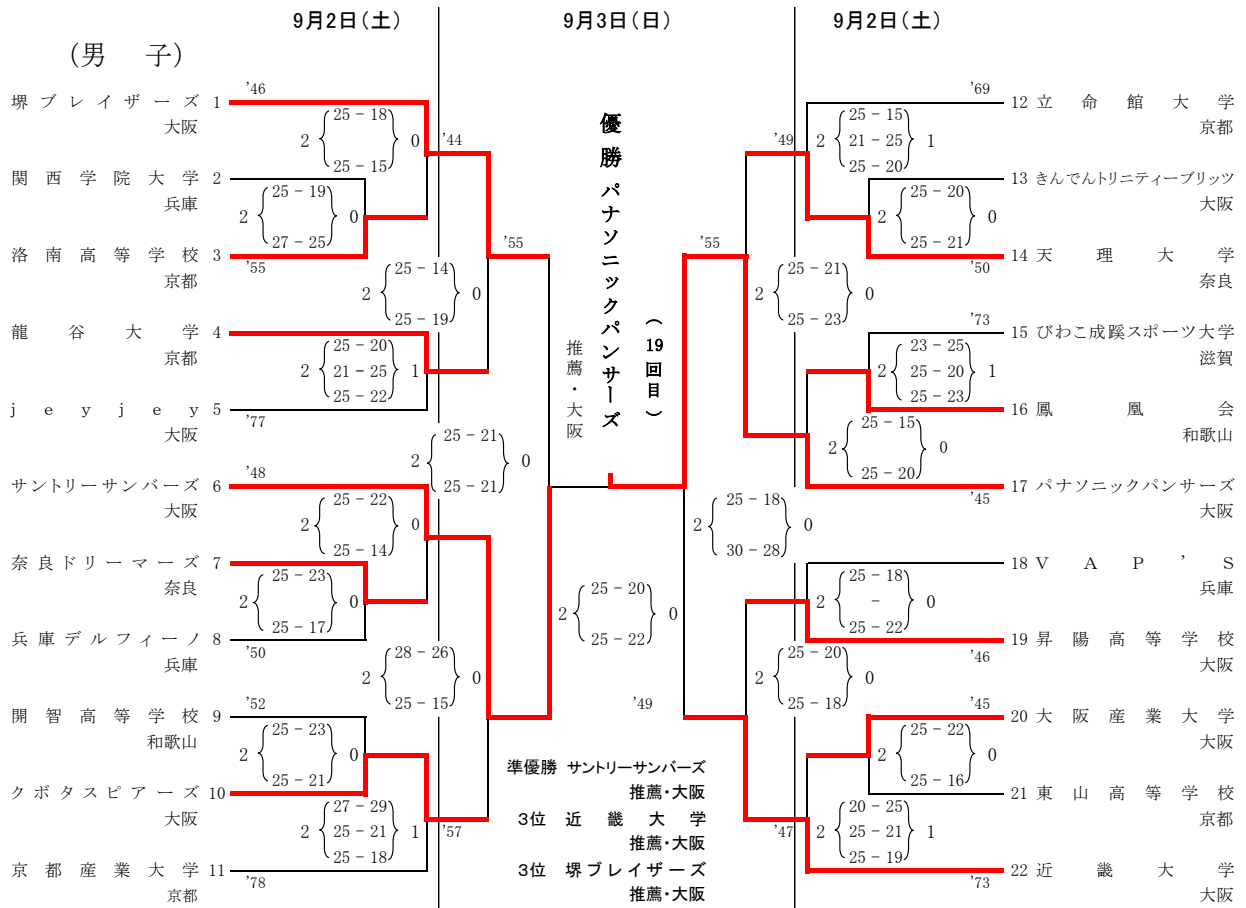 9月2日(土)
9月3日(日)
9月2日(土)
(男 子)
堺ブレイザーズ 1
大阪
'46
25-18
2 0
25-15
'44
関西学院大学 2
兵庫
25-19
2 0
27-25
洛南高等学校 3
京都
'55
25-14
2 0
25-19
'55
龍谷大学 4
京都
25-20
2 21-25 1
25-22
jeyjey 5
大阪
'77
25-21
2 0
25-21
サントリーサンバーズ 6
大阪
'48
25-22
2 0
25-14
奈良ドリーマーズ 7
奈良
25-23
2 0
25-17
兵庫デルフィーノ 8
兵庫
'50
28-26
2 0
25-15
開智高等学校 9
和歌山
'52
25-23
2 0
25-21
クボタスピアーズ 10
大阪
27-29
2 25-21 1
25-18
'57
京都産業大学 11
京都
'78
優勝 パナソニックパンサーズ
(19回目)
推薦・大阪
25-20
2 0
25-22
'49
準優勝 サントリーサンバーズ
推薦・大阪
3位 近畿大学
推薦・大阪
3位 堺ブレイザーズ
推薦・大阪
'69
12 立命館大学
京都
'49
25-15
2 21-25 1
25-20
13 きんでんトリニティーブリッツ
大阪
25-20
2 0
25-21
14 天理大学
奈良
'50
'55
25-21
2 0
25-23
'73
15 びわこ成蹊スポーツ大学
滋賀
23-25
2 25-20 1
25-23
16 鳳凰会
和歌山
25-15
2 0
25-20
17 パナソニックパンサーズ
大阪
'45
25-18
2 0
30-28
18 VAP'S
兵庫
25-18
2 - 0
25-22
19 昇陽高等学校
大阪
'46
25-20
2 0
25-18
'45
20 大阪産業大学
大阪
25-22
2 0
25-16
21 東山高等学校
京都
'47
20-25
2 25-21 1
25-19
22 近畿大学
大阪
'73